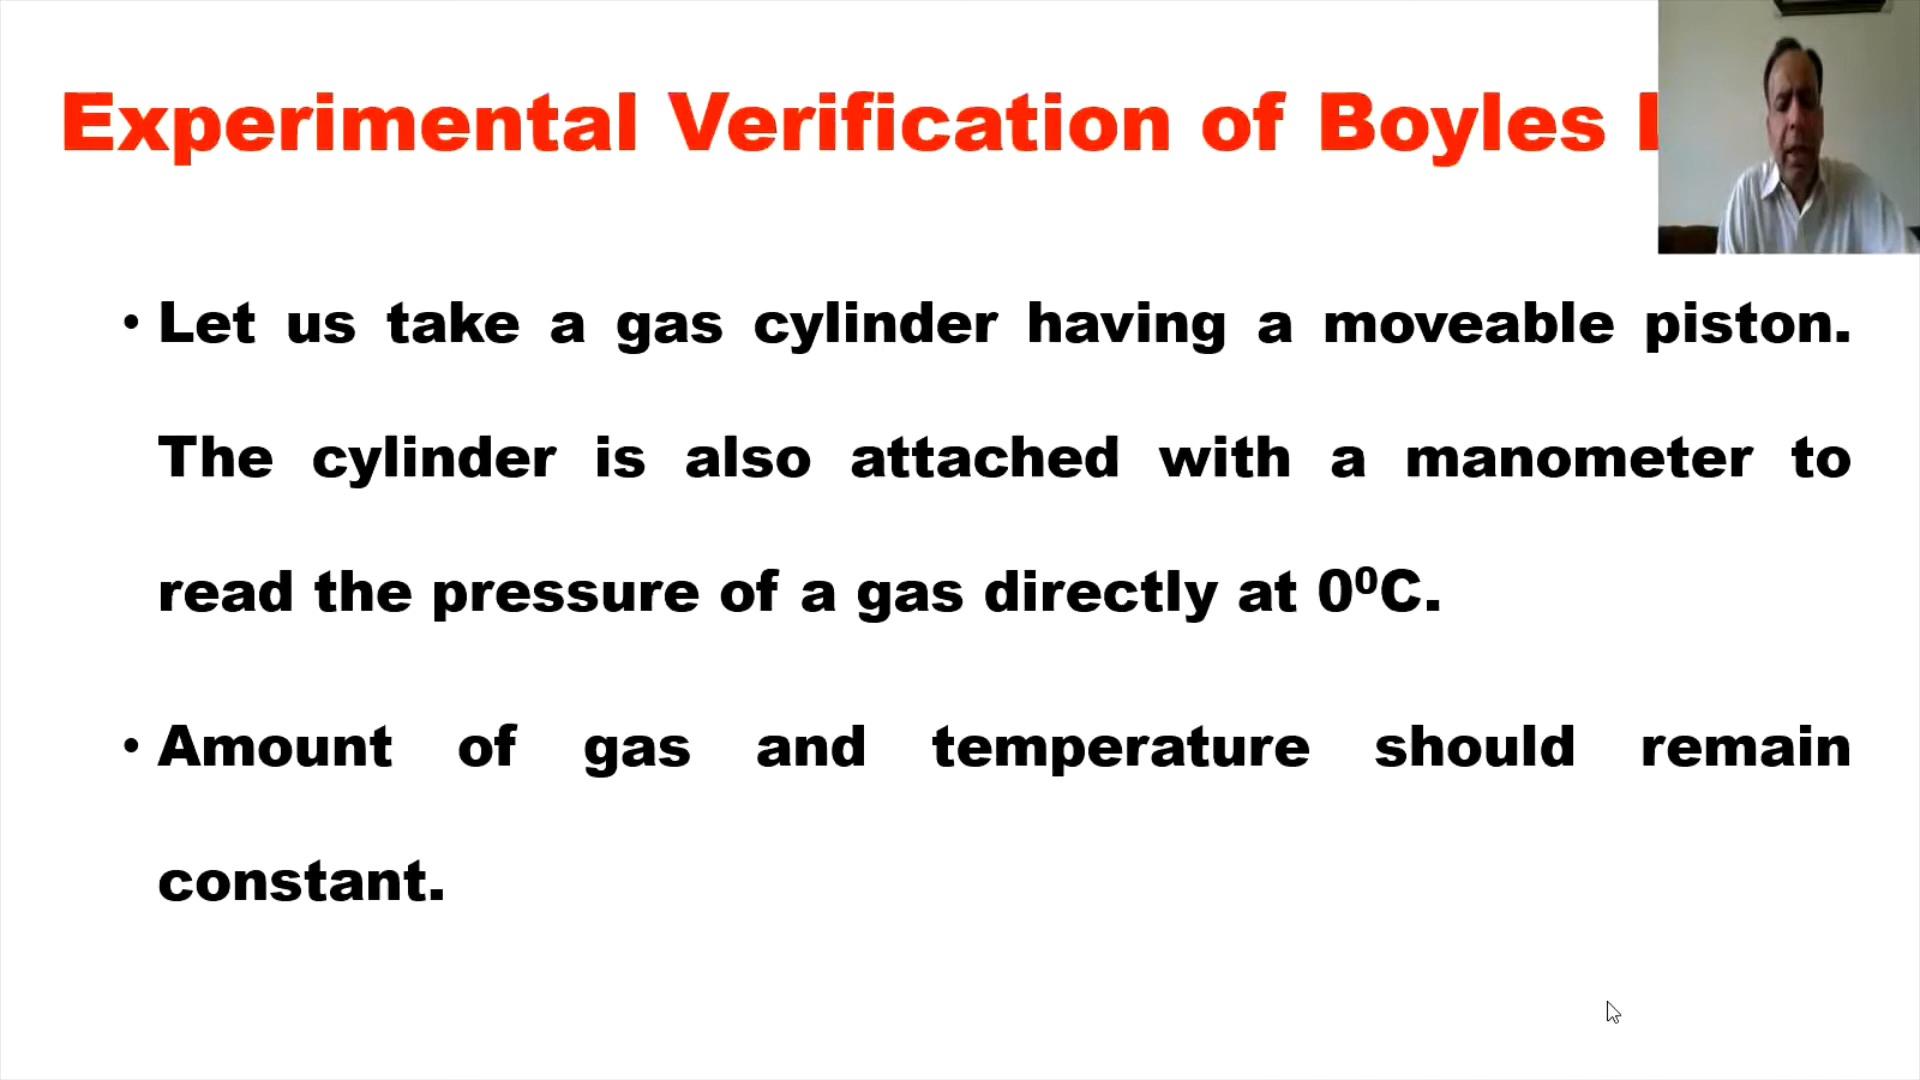 Experimental Verification of Boyles
• Let us take a gas cylinder having a moveable piston.
The cylinder is also attached with a manometer to
read the pressure of a gas directly at 0⁰C.
• Amount of gas and temperature should remain
constant.